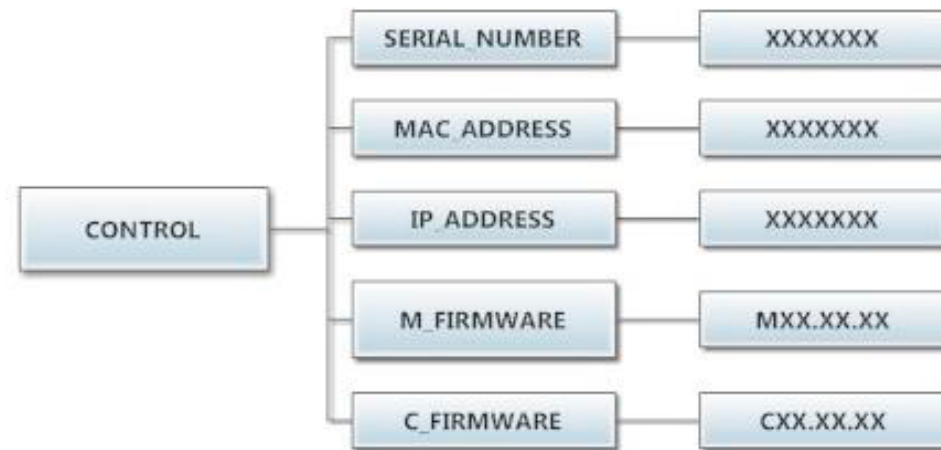 SERIAL_NUMBER
XXXXXXX
MAC_ADDRESS
XXXXXXX
CONTROL
IP_ADDRESS
XXXXXXX
M_FIRMWARE
MXX.XX.XX
C_FIRMWARE
CXX.XX.XX